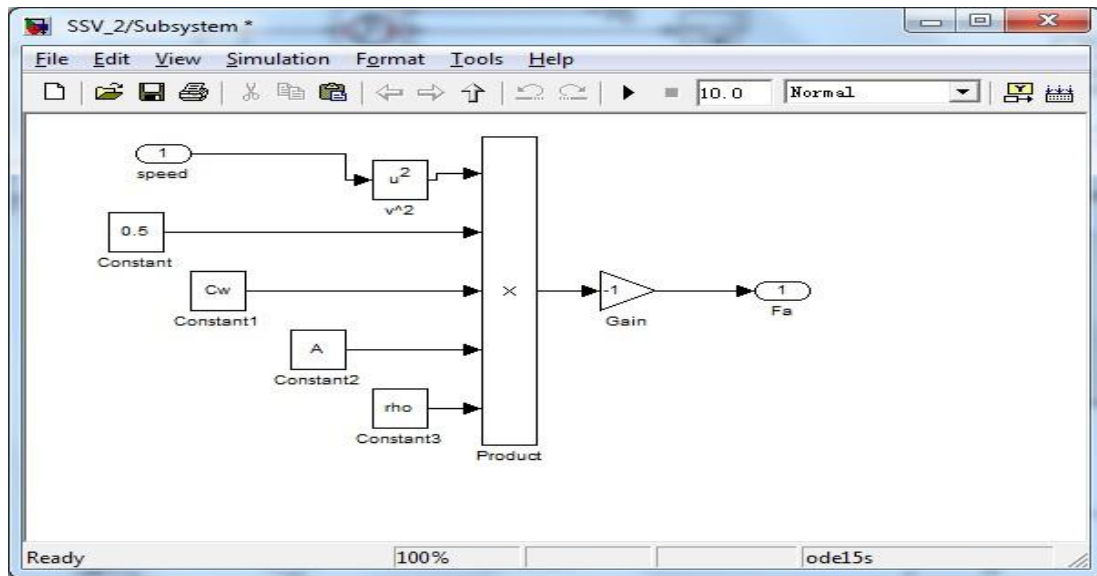 SSV_2/Subsystem *
File Edit View Simulation Format Tools Help
10.0 Normal
1
speed
u2
v^2
0.5
Constant
Cw
Constant1
A
Constant2
rho
Constant3
×
Product
-1
Gain
1
Fa
Ready 100% ode15s